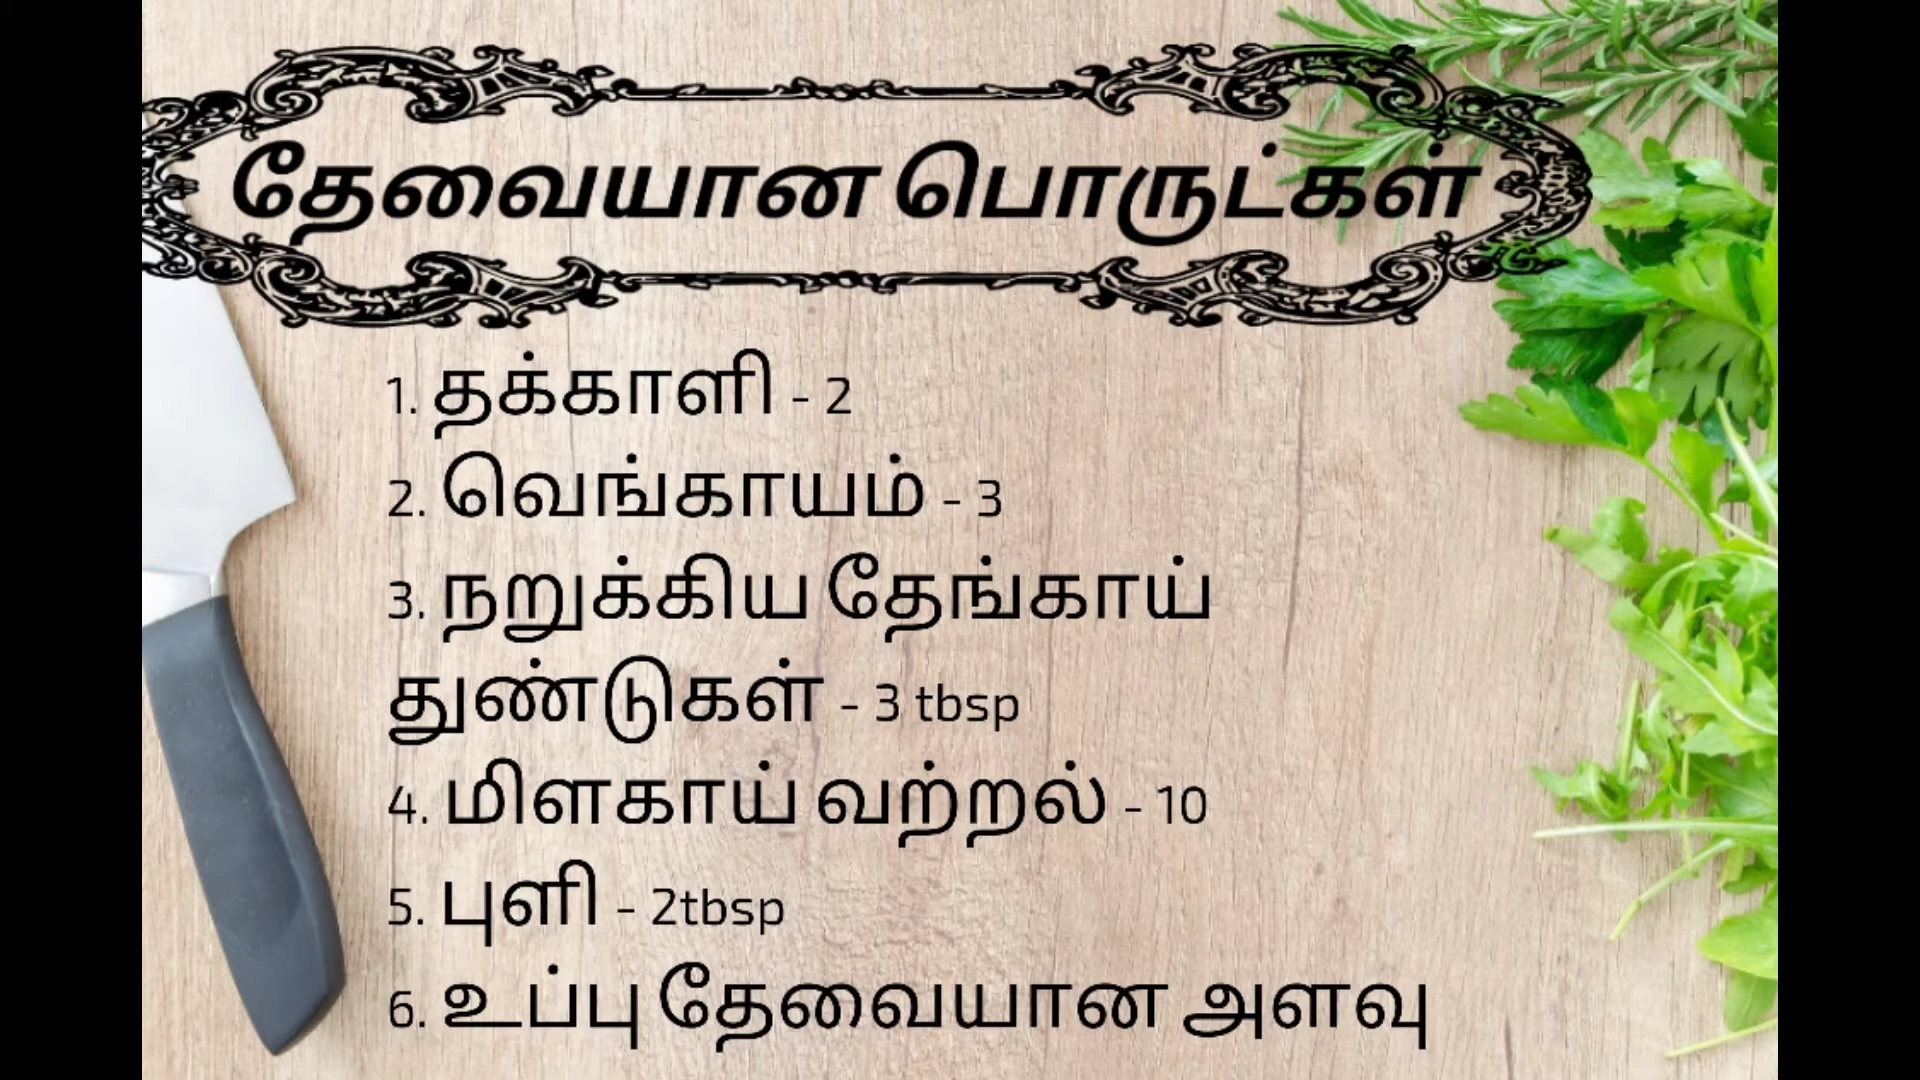 தேவையான பொருட்கள்
1. தக்காளி - 2
2. வெங்காயம் - 3
3. நறுக்கிய தேங்காய்
துண்டுகள் - 3 tbsp
4. மிளகாய் வற்றல் - 10
5. புளி - 2tbsp
6. உப்பு தேவையான அளவு